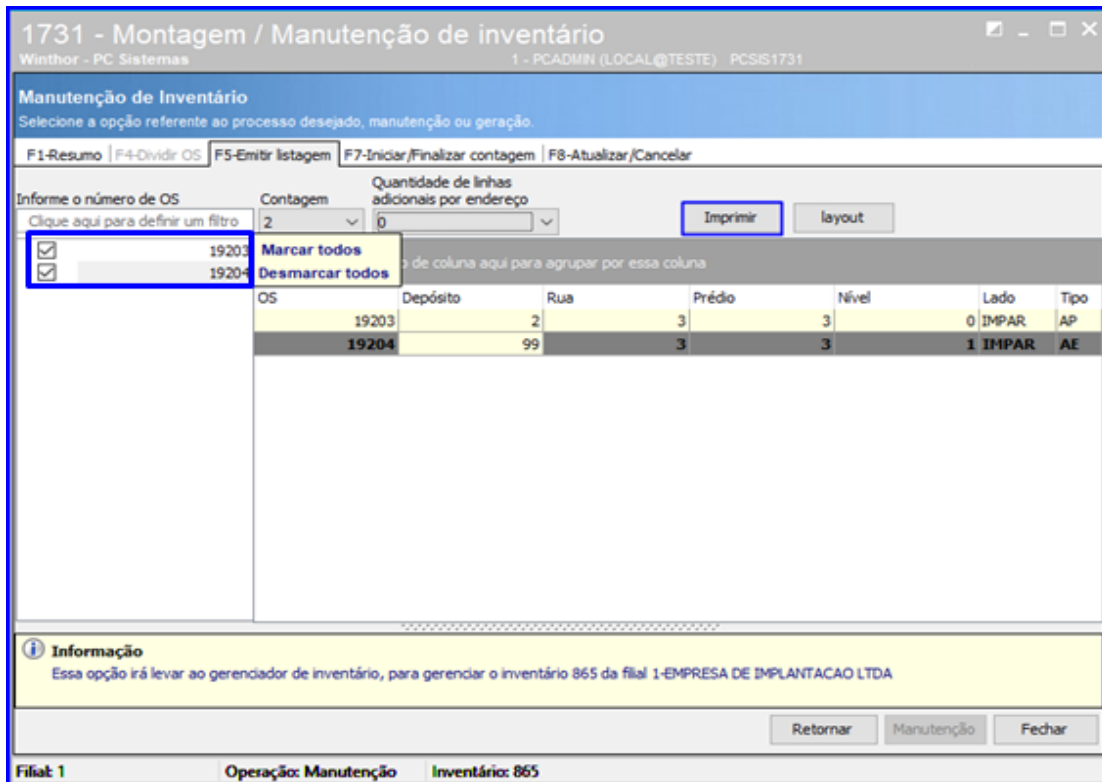 1731 - Montagem / Manutenção de inventário
Winthor - PC Sistemas 1 - PCADMIN (LOCAL@TESTE) PCSIS1731
Manutenção de Inventário
Selecione a opção referente ao processo desejado, manutenção ou geração.
F1-Resumo F4-Dividir OS F5-Emitir listagem F7-Iniciar/Finalizar contagem F8-Atualizar/Cancelar
Informe o número de OS Contagem Quantidade de linhas
adicionais por endereço
Clique aqui para definir um filtro 2 0 Imprimir layout
19203 Marcar todos
19204 Desmarcar todos de coluna aqui para agrupar por essa coluna
OS Depósito Rua Prédio Nível Lado Tipo
19203 2 3 3 0 IMPAR AP
19204 99 3 3 1 IMPAR AE
Informação
Essa opção irá levar ao gerenciador de inventário, para gerenciar o inventário 865 da filial 1-EMPRESA DE IMPLANTACAO LTDA
Retornar Manutenção Fechar
Filial: 1 Operação: Manutenção Inventário: 865